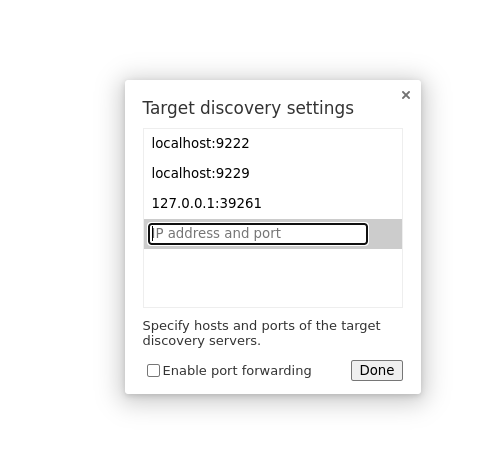 Target discovery settings
localhost:9222
localhost:9229
127.0.0.1:39261
IP address and port
Specify hosts and ports of the target
discovery servers.
Enable port forwarding
Done